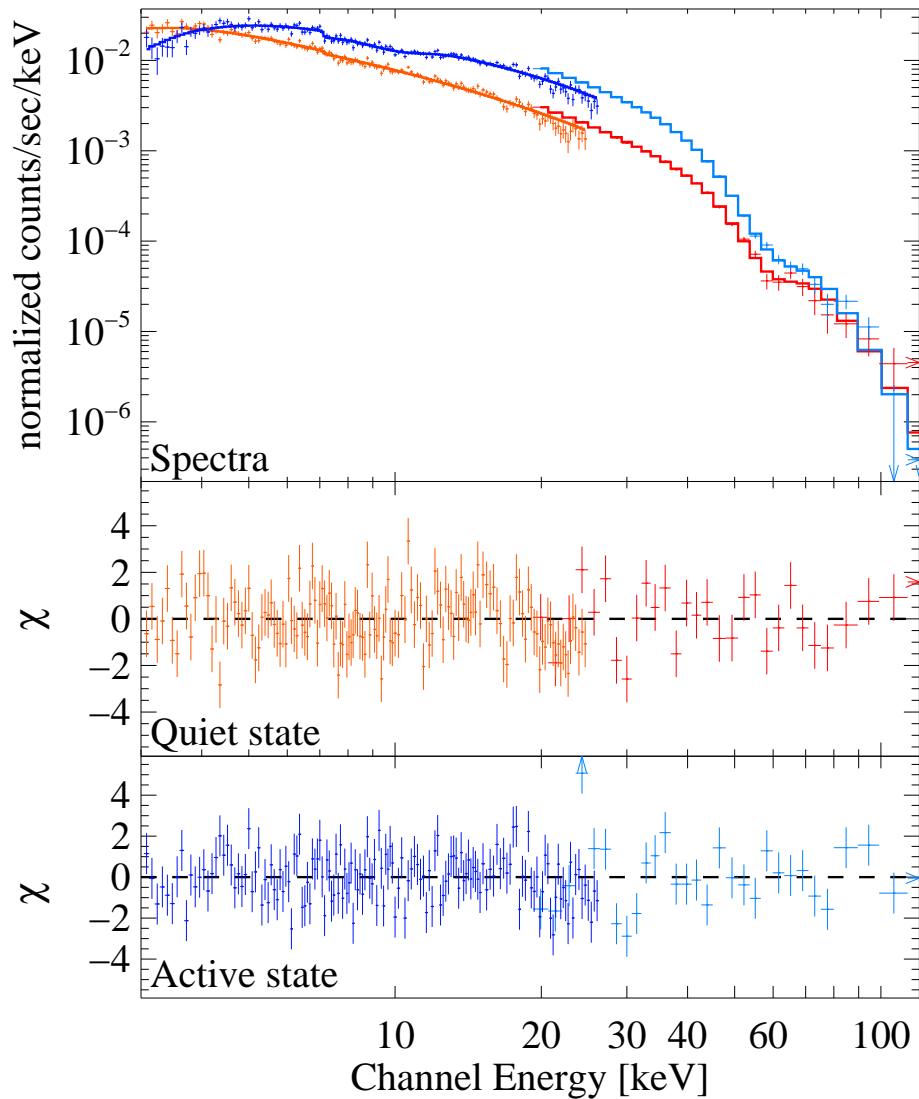 normalized counts/sec/keV
10⁻²
10⁻³
10⁻⁴
10⁻⁵
10⁻⁶
Spectra
χ
4
2
0
−2
−4
Quiet state
χ
4
2
0
−2
−4
Active state
10 20 30 40 60 100
Channel Energy [keV]